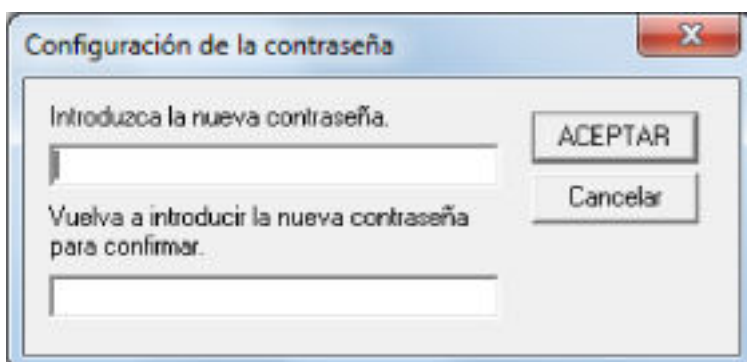 Configuración de la contraseña
Introduzca la nueva contraseña.
ACEPTAR
Cancelar
Vuelva a introducir la nueva contraseña
para confirmar.